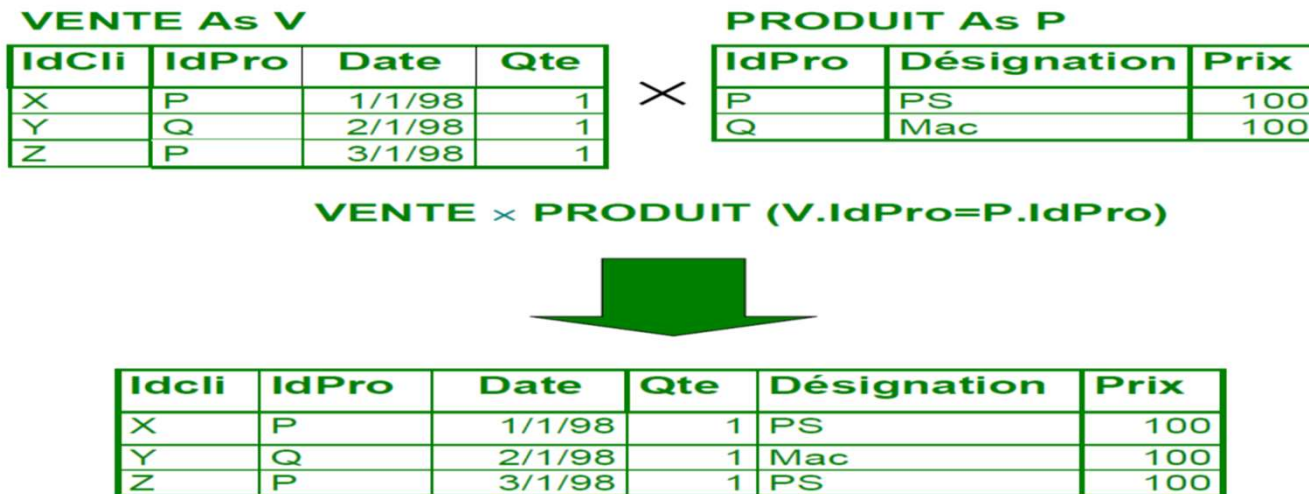 VENTE As V PRODUIT As P
IdCli IdPro Date Qte IdPro Désignation Prix
X P 1/1/98 1 × P PS 100
Y Q 2/1/98 1 Q Mac 100
Z P 3/1/98 1
VENTE × PRODUIT (V.IdPro=P.IdPro)
Idcli IdPro Date Qte Désignation Prix
X P 1/1/98 1 PS 100
Y Q 2/1/98 1 Mac 100
Z P 3/1/98 1 PS 100